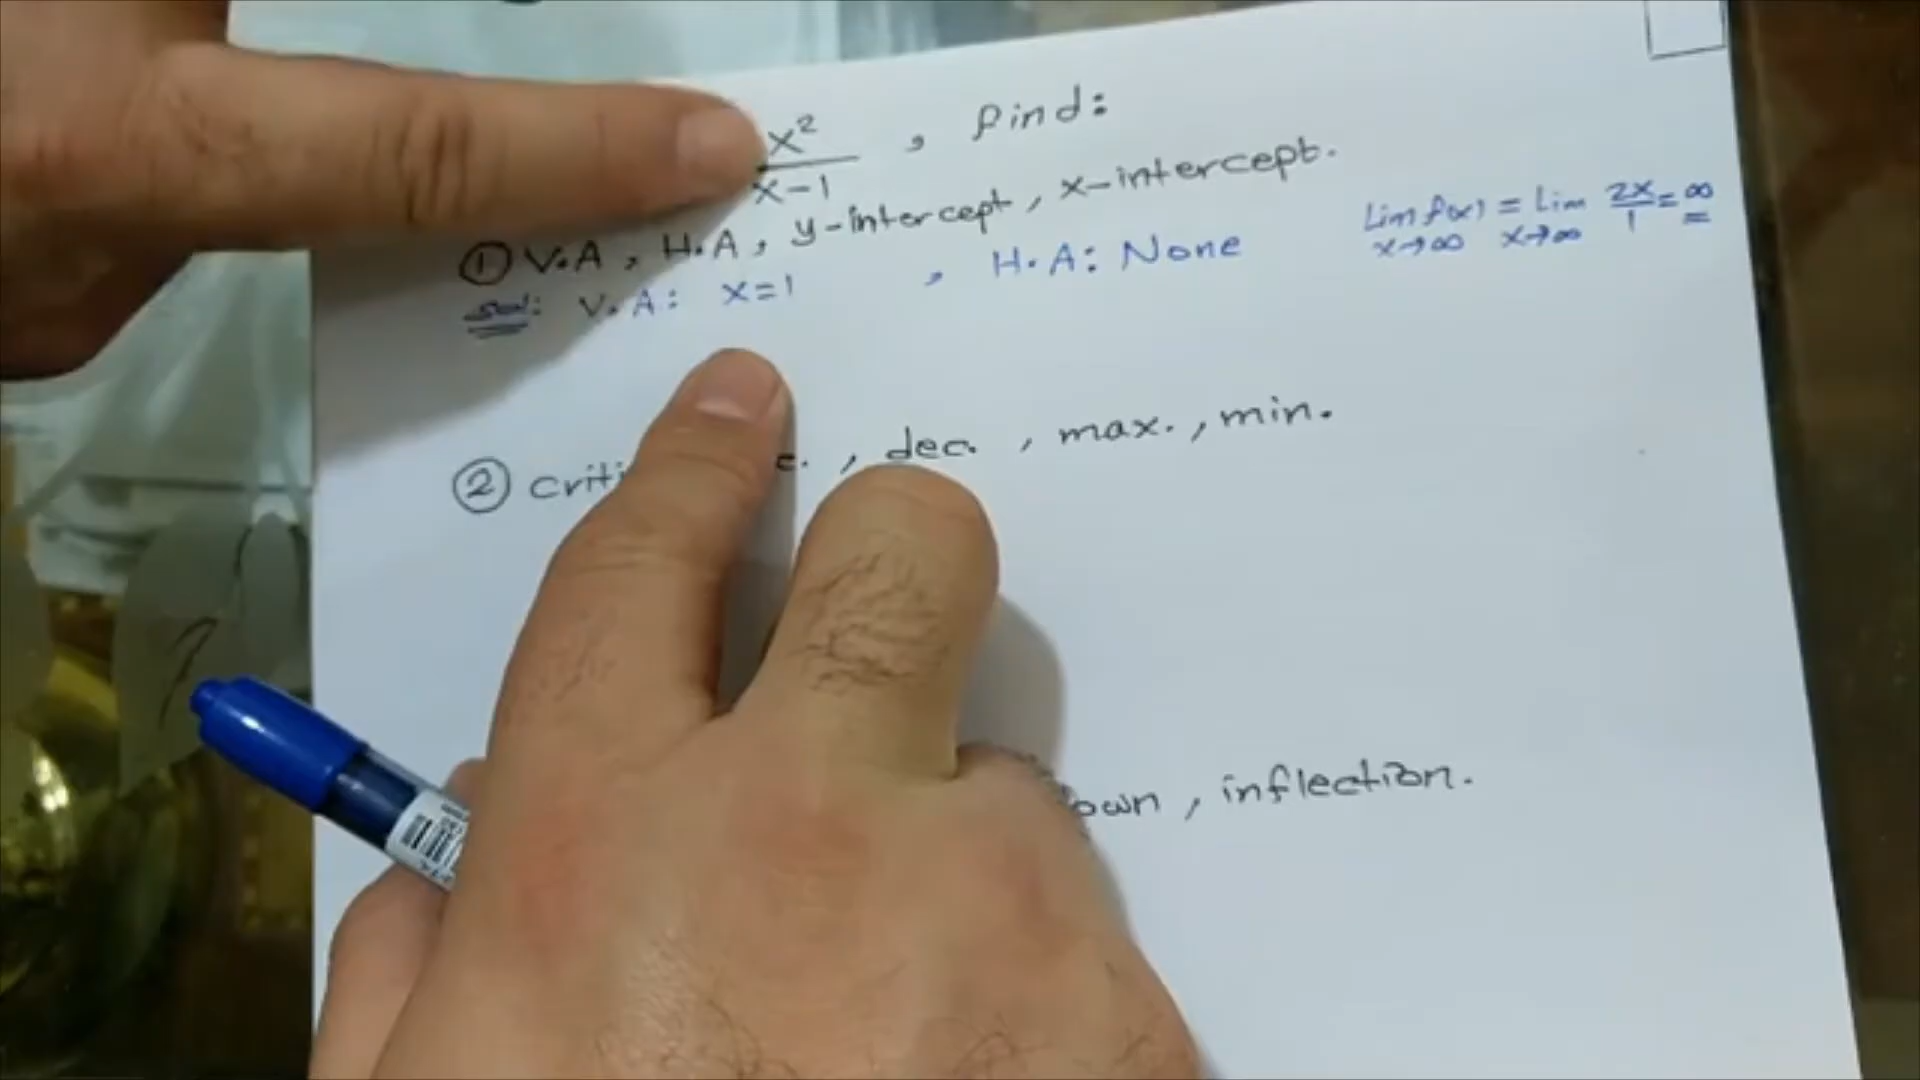 x²/x-1 , find:
① V.A , H.A , y-intercept , x-intercept.
Sol: V.A: x=1 , H.A: None Lim f(x) = Lim 2x/1 = ∞
x→∞ x→∞
② criti c. , dec. , max. , min.
own , inflection.